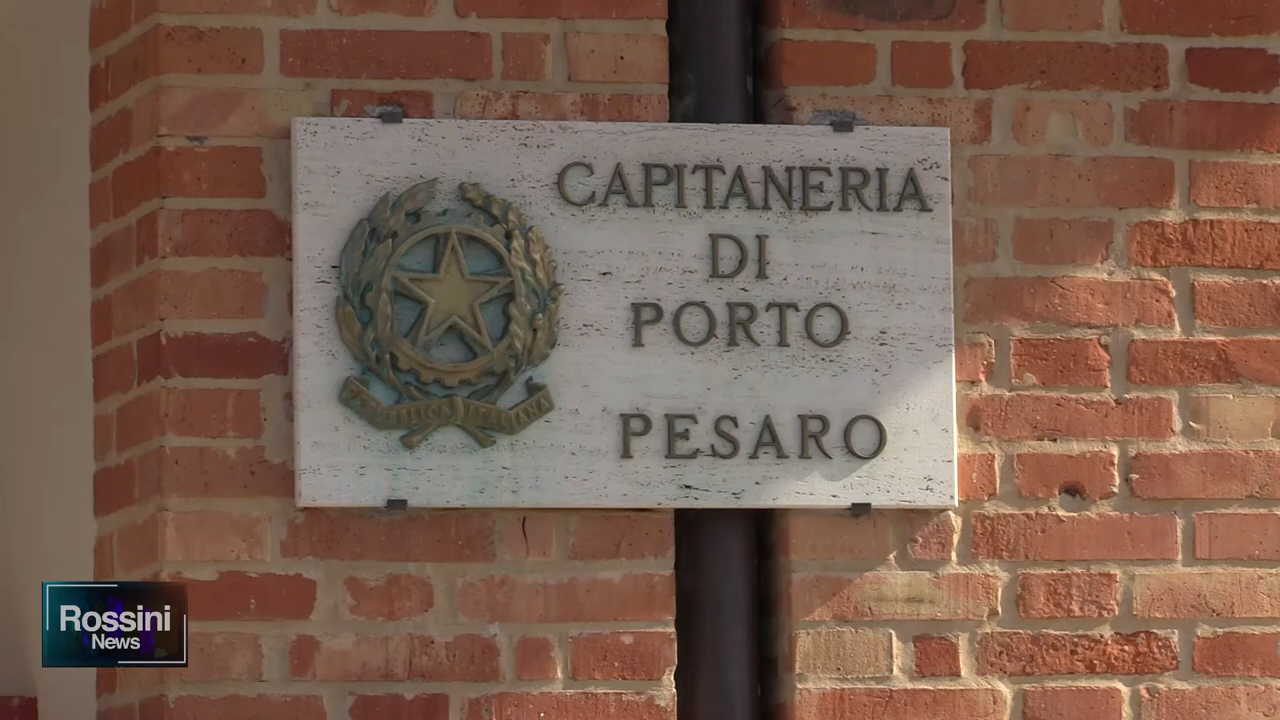 CAPITANERIA
DI
PORTO
PESARO
REPUBBLICA ITALIANA
Rossini
News